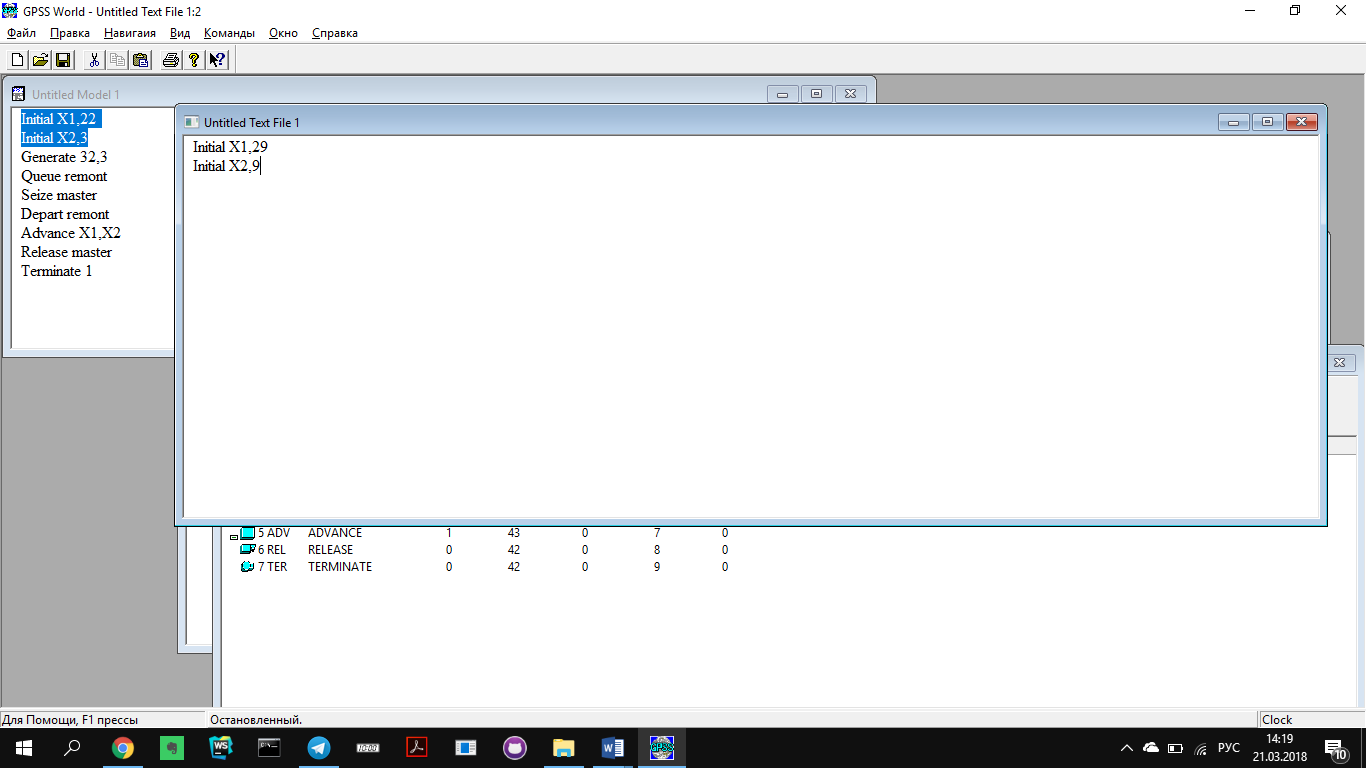 GPSS World - Untitled Text File 1:2
Файл Правка Навигаия Вид Команды Окно Справка
Untitled Model 1
Initial X1,22
Initial X2,3
Generate 32,3
Queue remont
Seize master
Depart remont
Advance X1,X2
Release master
Terminate 1
Untitled Text File 1
Initial X1,29
Initial X2,9
5 ADV ADVANCE 1 43 0 7 0
6 REL RELEASE 0 42 0 8 0
7 TER TERMINATE 0 42 0 9 0
Для Помощи, F1 прессы
Остановленный.
Clock
WS
GPSS
РУС
14:19
21.03.2018
10